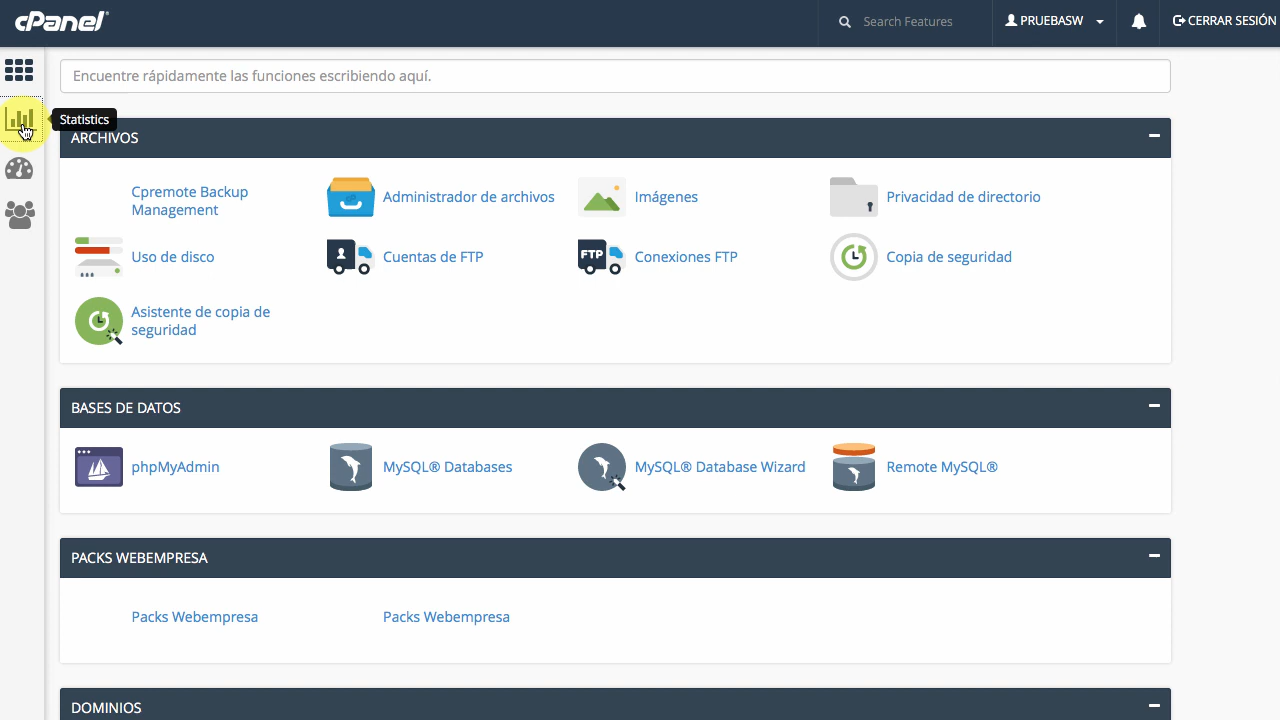 cPanel®
Search Features
PRUEBASW
CERRAR SESIÓN
Encuentre rápidamente las funciones escribiendo aquí.
Statistics
ARCHIVOS
Cpremote Backup
Management
Administrador de archivos
Imágenes
Privacidad de directorio
Uso de disco
Cuentas de FTP
FTP
Conexiones FTP
Copia de seguridad
Asistente de copia de
seguridad
BASES DE DATOS
phpMyAdmin
MySQL® Databases
MySQL® Database Wizard
Remote MySQL®
PACKS WEBEMPRESA
Packs Webempresa
Packs Webempresa
DOMINIOS